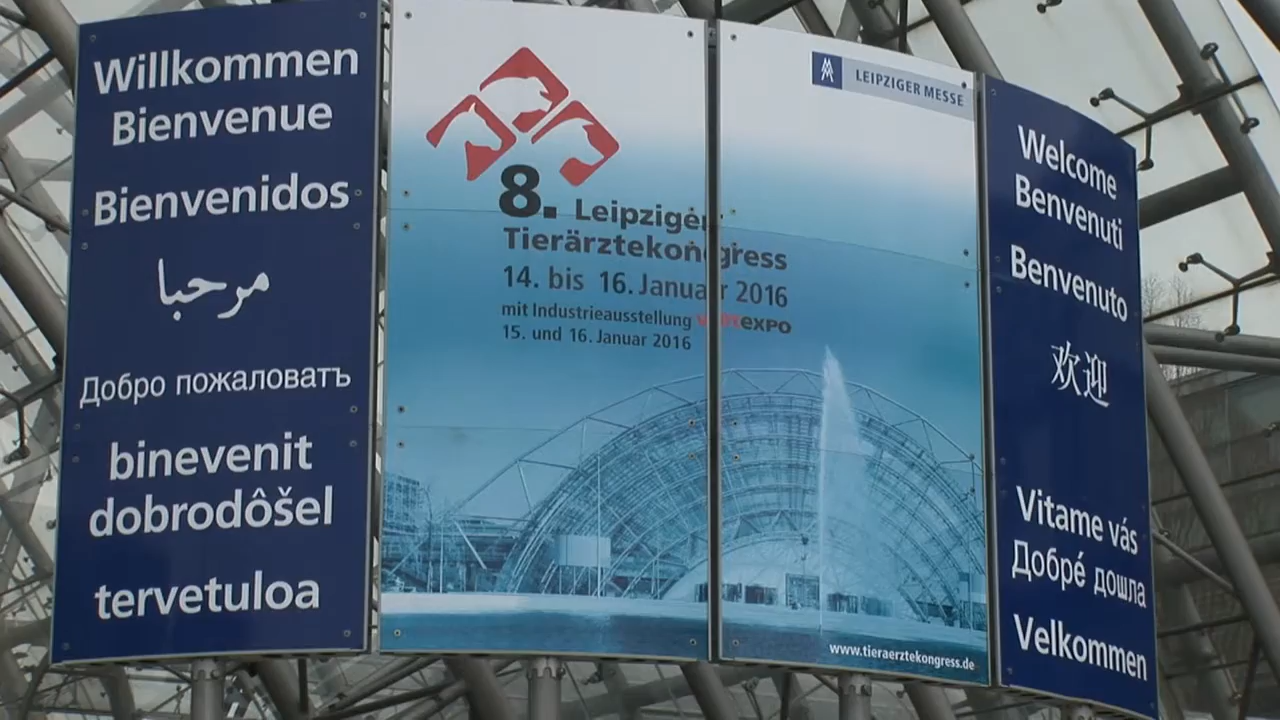 Willkommen
Bienvenue
Bienvenidos
مرحبا
Добро пожаловатъ
binevenit
dobrodôšel
tervetuloa
8. Leipziger
Tierärztekongress
14. bis 16. Januar 2016
mit Industrieausstellung vetexpo
15. und 16. Januar 2016
LEIPZIGER MESSE
www.tieraerztekongress.de
Welcome
Benvenuti
Benvenuto
欢迎
Vitame vás
Добрé дошла
Velkommen